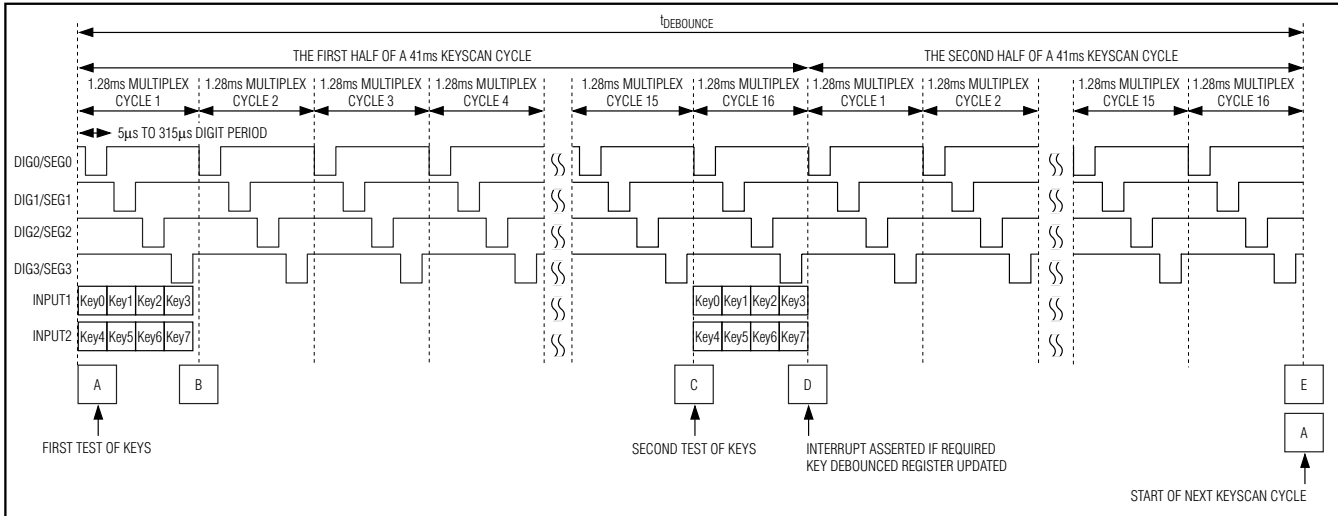 tDEBOUNCE
THE FIRST HALF OF A 41ms KEYSCAN CYCLE
THE SECOND HALF OF A 41ms KEYSCAN CYCLE
1.28ms MULTIPLEX
CYCLE 1
1.28ms MULTIPLEX
CYCLE 2
1.28ms MULTIPLEX
CYCLE 3
1.28ms MULTIPLEX
CYCLE 4
1.28ms MULTIPLEX
CYCLE 15
1.28ms MULTIPLEX
CYCLE 16
1.28ms MULTIPLEX
CYCLE 1
1.28ms MULTIPLEX
CYCLE 2
1.28ms MULTIPLEX
CYCLE 15
1.28ms MULTIPLEX
CYCLE 16
5µs TO 315µs DIGIT PERIOD
DIG0/SEG0
DIG1/SEG1
DIG2/SEG2
DIG3/SEG3
INPUT1 Key0 Key1 Key2 Key3 Key0 Key1 Key2 Key3
INPUT2 Key4 Key5 Key6 Key7 Key4 Key5 Key6 Key7
A B C D E
A
FIRST TEST OF KEYS
SECOND TEST OF KEYS
INTERRUPT ASSERTED IF REQUIRED
KEY DEBOUNCED REGISTER UPDATED
START OF NEXT KEYSCAN CYCLE